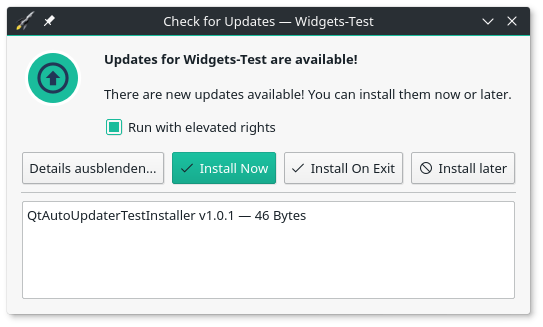 Check for Updates — Widgets-Test
Updates for Widgets-Test are available!
There are new updates available! You can install them now or later.
Run with elevated rights
Details ausblenden...
Install Now
Install On Exit
Install later
QtAutoUpdaterTestInstaller v1.0.1 — 46 Bytes